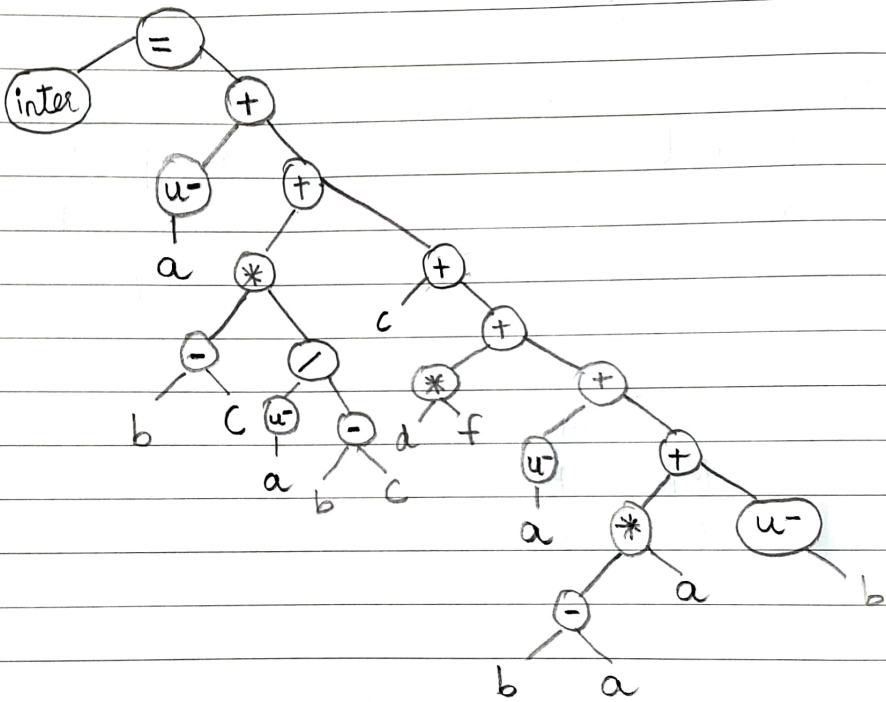 =
inter
+
u-
+
a
*
+
c
-
/
+
b
c
u-
-
*
+
a
b
c
d
f
u-
+
a
*
u-
-
a
b
b
a